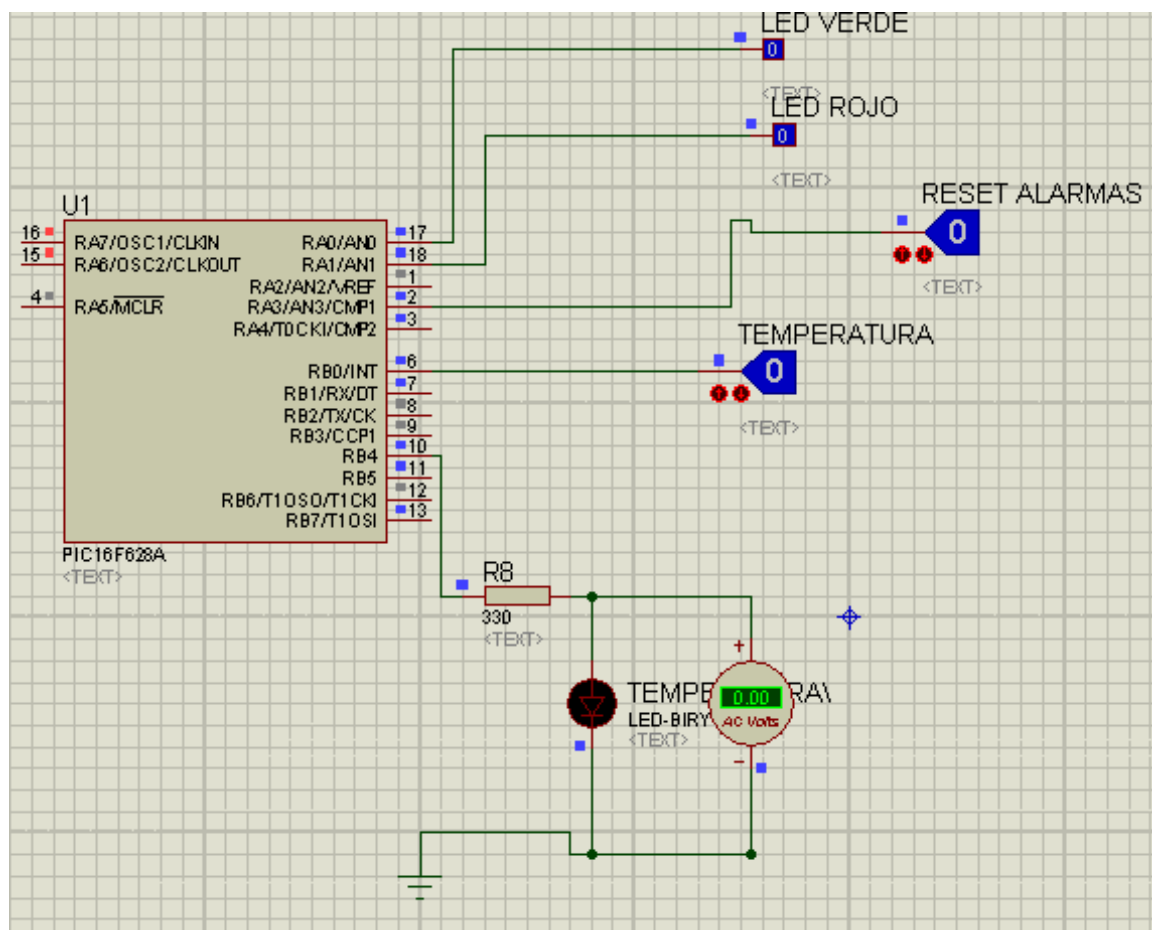 LED VERDE
0
<TEXT>
LED ROJO
0
<TEXT>
RESET ALARMAS
0
<TEXT>
TEMPERATURA
0
<TEXT>
U1
16 RA7/OSC1/CLKIN RA0/AN0 17
15 RA6/OSC2/CLKOUT RA1/AN1 18
RA2/AN2/VREF 1
4 RA5/MCLR RA3/AN3/CMP1 2
RA4/T0CKI/CMP2 3
RB0/INT 6
RB1/RX/DT 7
RB2/TX/CK 8
RB3/CCP1 9
RB4 10
RB5 11
RB6/T1OSO/T1CKI 12
RB7/T1OSI 13
PIC16F628A
<TEXT>
R8
330
<TEXT>
LED-BIRY
<TEXT>
+
0.00
AC Volts
−